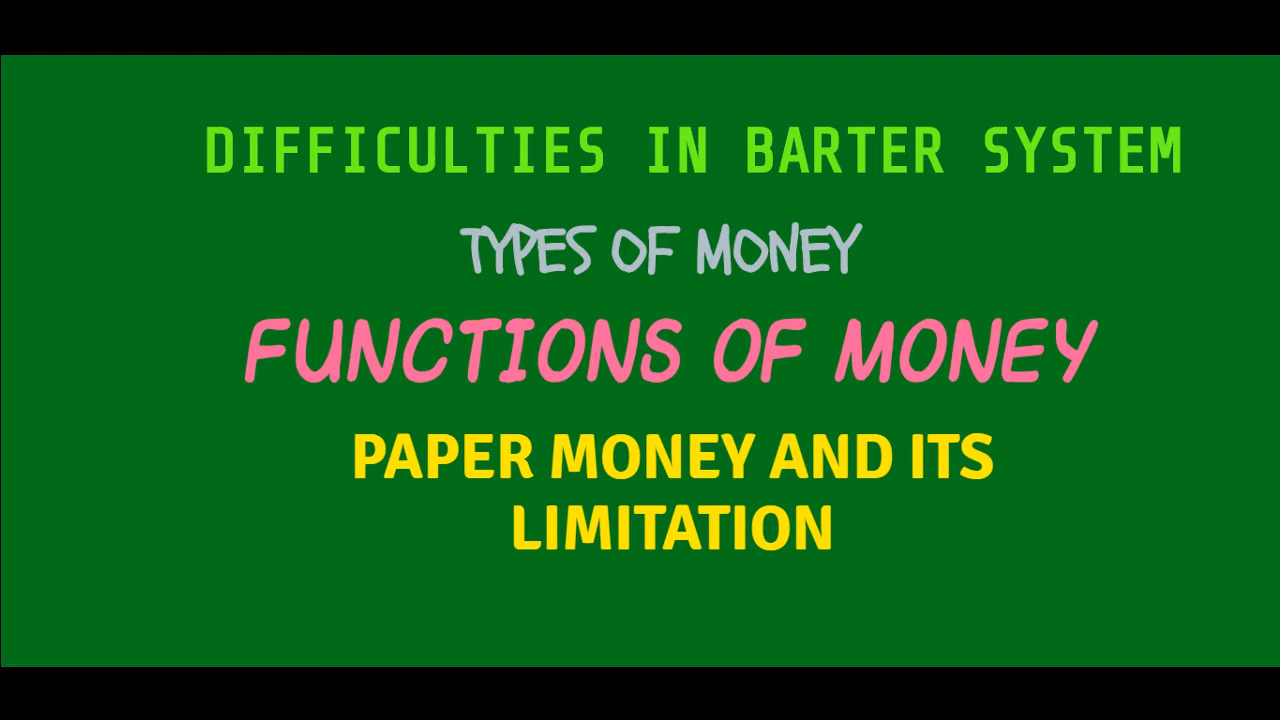 DIFFICULTIES IN BARTER SYSTEM
TYPES OF MONEY
FUNCTIONS OF MONEY
PAPER MONEY AND ITS
LIMITATION